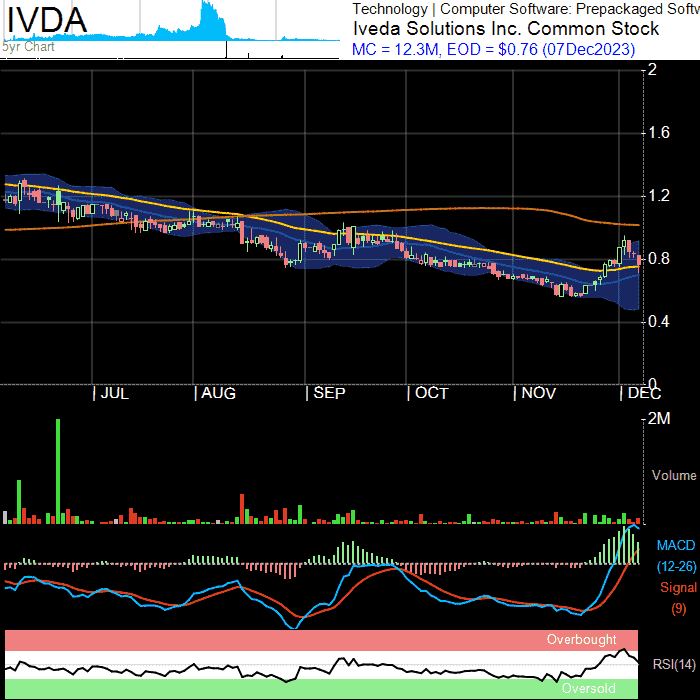 IVDA
5yr Chart
Technology | Computer Software: Prepackaged Softw
Iveda Solutions Inc. Common Stock
MC = 12.3M, EOD = $0.76 (07Dec2023)
2
1.6
1.2
0.8
0.4
0
| JUL | AUG | SEP | OCT | NOV | DEC
2M
Volume
MACD
(12-26)
Signal
(9)
Overbought
RSI(14)
Oversold